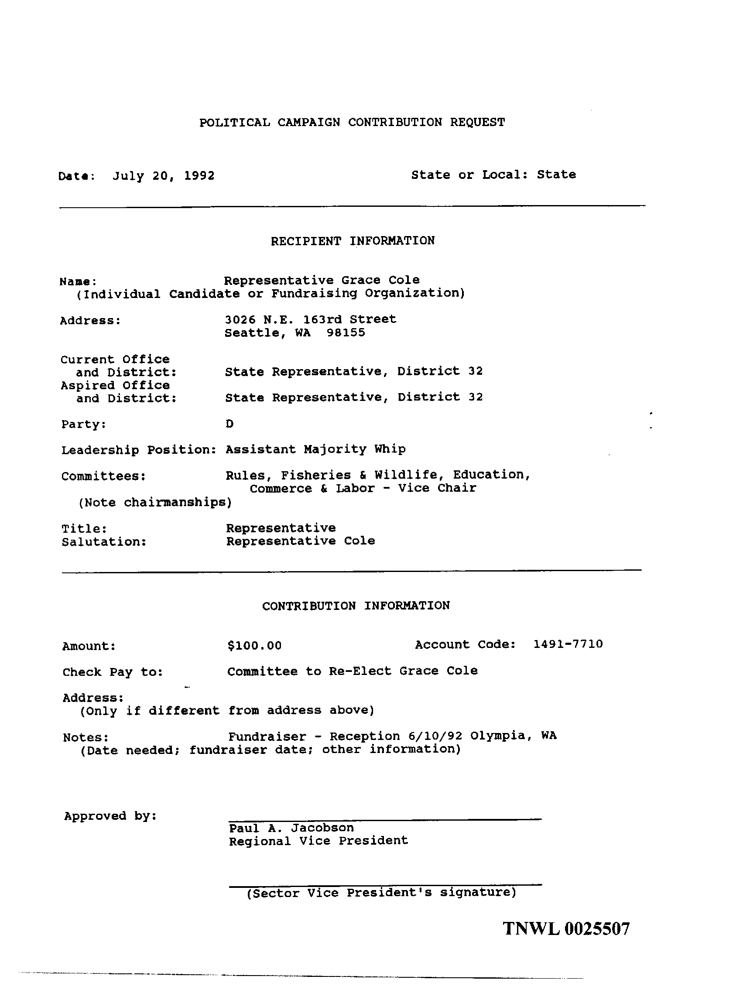 POLITICAL CAMPAIGN CONTRIBUTION REQUEST
Date: July 20, 1992 State or Local: State
RECIPIENT INFORMATION
Name: Representative Grace Cole
(Individual Candidate or Fundraising Organization)
Address: 3026 N.E. 163rd Street
Seattle, WA 98155
Current Office
and District: State Representative, District 32
Aspired Office
and District: State Representative, District 32
Party: D
Leadership Position: Assistant Majority Whip
Committees: Rules, Fisheries & Wildlife, Education,
Commerce & Labor - Vice Chair
(Note chairmanships)
Title: Representative
Salutation: Representative Cole
CONTRIBUTION INFORMATION
Amount: $100.00 Account Code: 1491-7710
Check Pay to: Committee to Re-Elect Grace Cole
Address:
(Only if different from address above)
Notes: Fundraiser - Reception 6/10/92 Olympia, WA
(Date needed; fundraiser date; other information)
Approved by:
Paul A. Jacobson
Regional Vice President
(Sector Vice President's signature)
TNWL 0025507